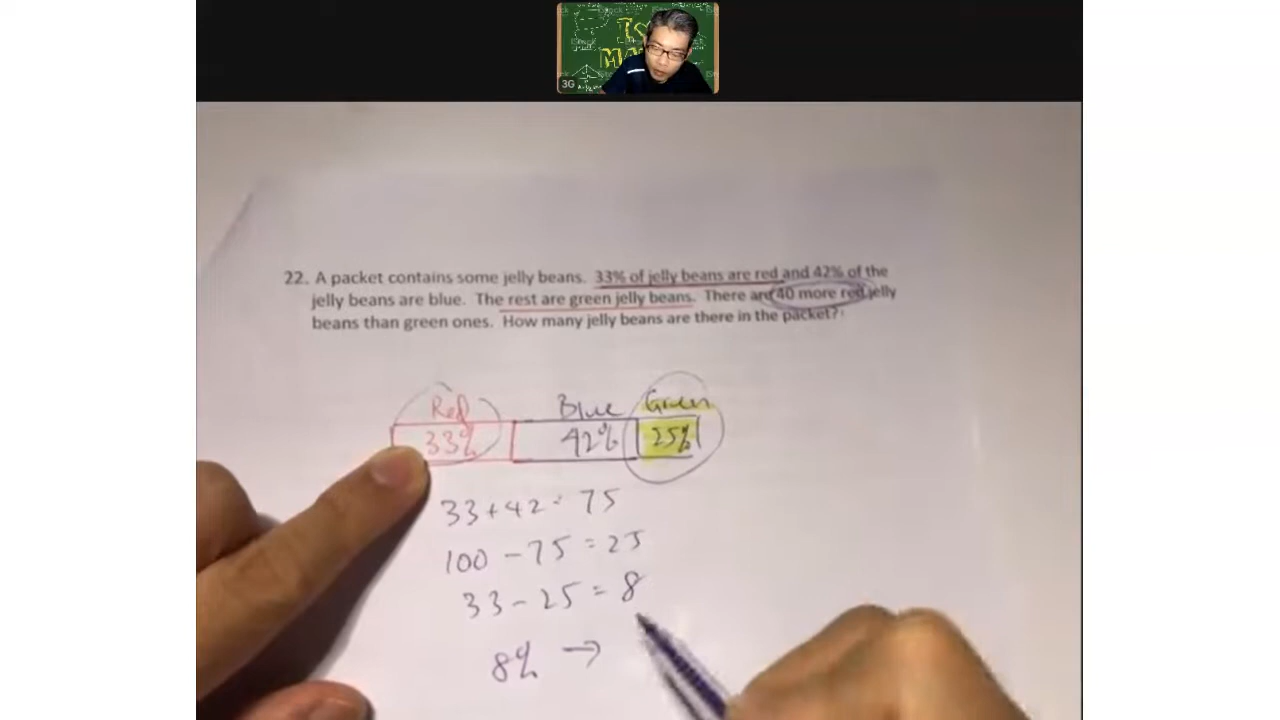 I
MA
3G
22. A packet contains some jelly beans. 33% of jelly beans are red and 42% of the
jelly beans are blue. The rest are green jelly beans. There are 40 more red jelly
beans than green ones. How many jelly beans are there in the packet?
Red Blue Green
33% 42% 25%
33+42=75
100-75=25
33-25=8
8% →